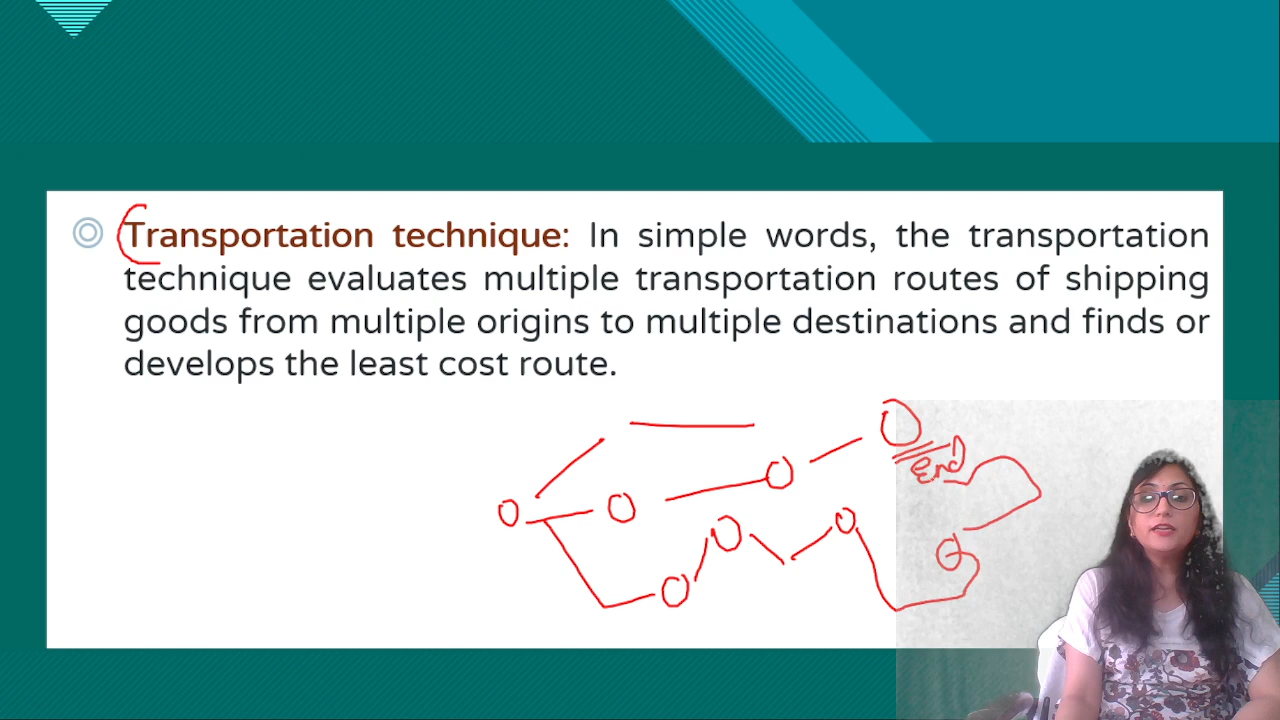 Transportation technique: In simple words, the transportation
technique evaluates multiple transportation routes of shipping
goods from multiple origins to multiple destinations and finds or
develops the least cost route.
End